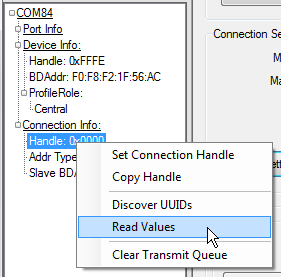 COM84
Port Info
Device Info:
Handle: 0xFFFE
BDAddr: F0:F8:F2:1F:56:AC
ProfileRole:
Central
Connection Info:
Handle: 0x0000
Addr Type
Slave BDA
Connection Se
M
Ma
Set Connection Handle
Copy Handle
Discover UUIDs
Read Values
Clear Transmit Queue